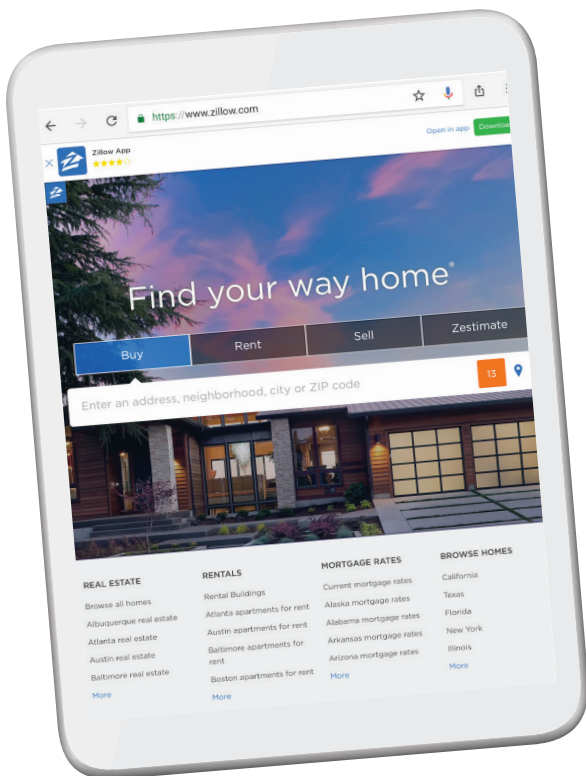 https://www.zillow.com
Zillow App
Open in app
Find your way home®
Buy Rent Sell Zestimate
Enter an address, neighborhood, city or ZIP code
13
REAL ESTATE
Browse all homes
Albuquerque real estate
Atlanta real estate
Austin real estate
Baltimore real estate
More
RENTALS
Rental Buildings
Atlanta apartments for rent
Austin apartments for rent
Baltimore apartments for
rent
Boston apartments for rent
More
MORTGAGE RATES
Current mortgage rates
Alaska mortgage rates
Alabama mortgage rates
Arkansas mortgage rates
Arizona mortgage rates
More
BROWSE HOMES
California
Texas
Florida
New York
Illinois
More